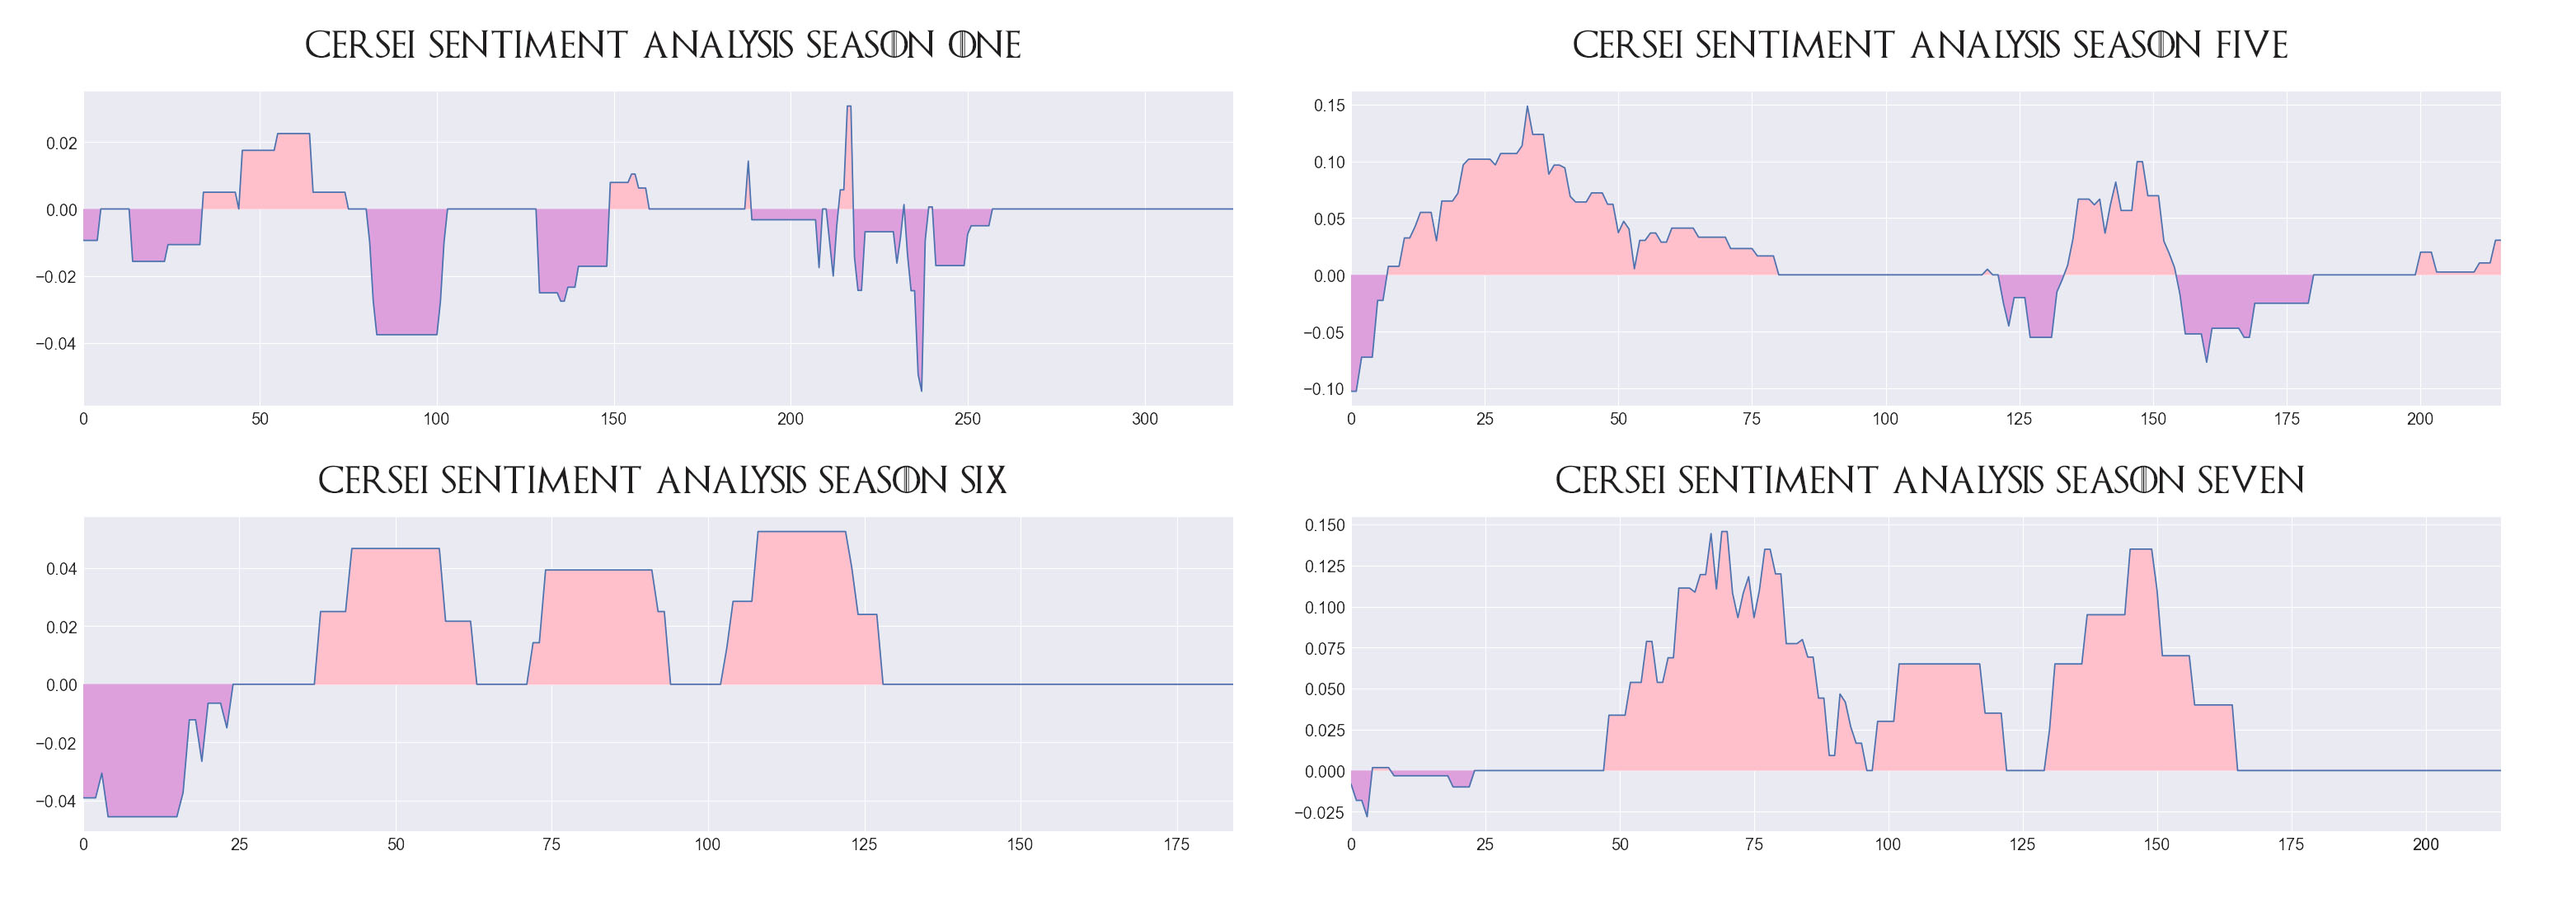 CERSEI SENTIMENT ANALYSIS SEASON ONE
0.02
0.00
−0.02
−0.04
0 50 100 150 200 250 300
CERSEI SENTIMENT ANALYSIS SEASON FIVE
0.15
0.10
0.05
0.00
−0.05
−0.10
0 25 50 75 100 125 150 175 200
CERSEI SENTIMENT ANALYSIS SEASON SIX
0.04
0.02
0.00
−0.02
−0.04
0 25 50 75 100 125 150 175
CERSEI SENTIMENT ANALYSIS SEASON SEVEN
0.150
0.125
0.100
0.075
0.050
0.025
0.000
−0.025
0 25 50 75 100 125 150 175 200